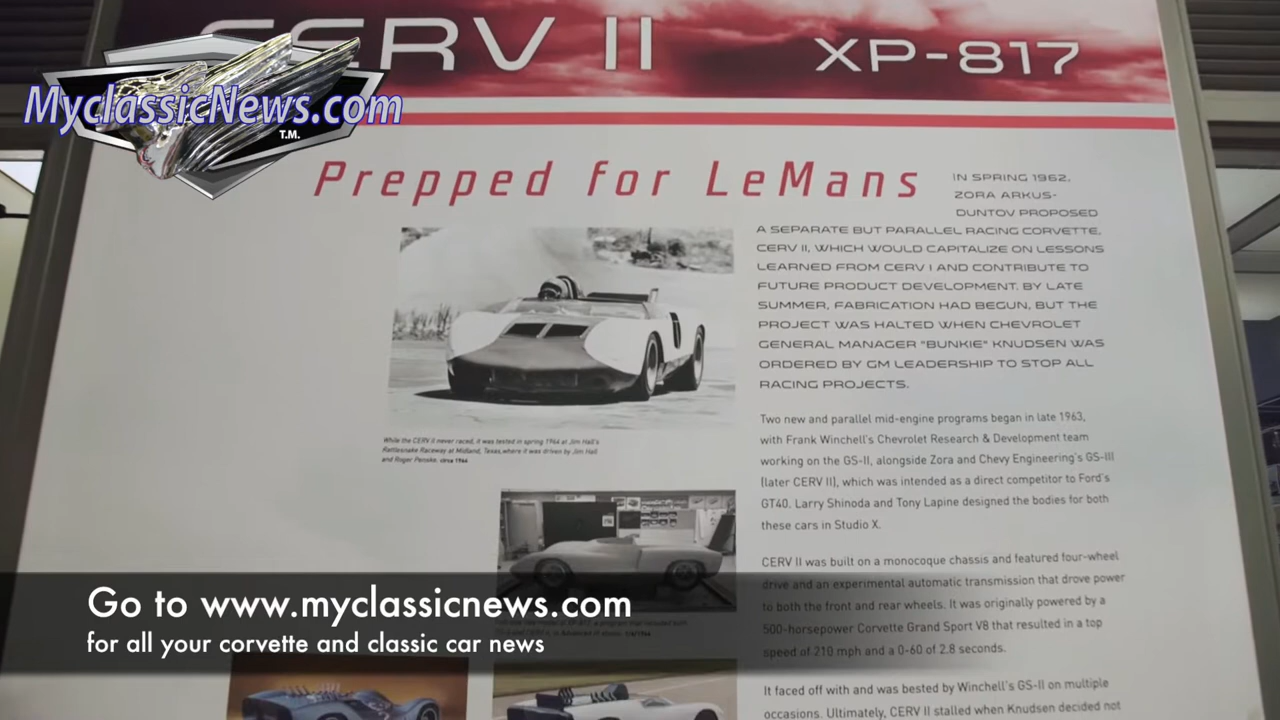 CERV II XP-817
MyclassicNews.com
T.M.
Prepped for LeMans
IN SPRING 1962,
ZORA ARKUS-
DUNTOV PROPOSED
A SEPARATE BUT PARALLEL RACING CORVETTE,
CERV II, WHICH WOULD CAPITALIZE ON LESSONS
LEARNED FROM CERV I AND CONTRIBUTE TO
FUTURE PRODUCT DEVELOPMENT. BY LATE
SUMMER, FABRICATION HAD BEGUN, BUT THE
PROJECT WAS HALTED WHEN CHEVROLET
GENERAL MANAGER "BUNKIE" KNUDSEN WAS
ORDERED BY GM LEADERSHIP TO STOP ALL
RACING PROJECTS.
While the CERV II never raced, it was tested in spring 1964 at Jim Hall's
Rattlesnake Raceway at Midland, Texas, where it was driven by Jim Hall
and Roger Penske. circa 1964
Two new and parallel mid-engine programs began in late 1963,
with Frank Winchell's Chevrolet Research & Development team
working on the GS-II, alongside Zora and Chevy Engineering's GS-III
(later CERV II), which was intended as a direct competitor to Ford's
GT40. Larry Shinoda and Tony Lapine designed the bodies for both
these cars in Studio X.
CERV II was built on a monocoque chassis and featured four-wheel
drive and an experimental automatic transmission that drove power
to both the front and rear wheels. It was originally powered by a
500-horsepower Corvette Grand Sport V8 that resulted in a top
speed of 210 mph and a 0-60 of 2.8 seconds.
It faced off with and was bested by Winchell's GS-II on multiple
occasions. Ultimately, CERV II stalled when Knudsen decided not
Go to www.myclassicnews.com
for all your corvette and classic car news